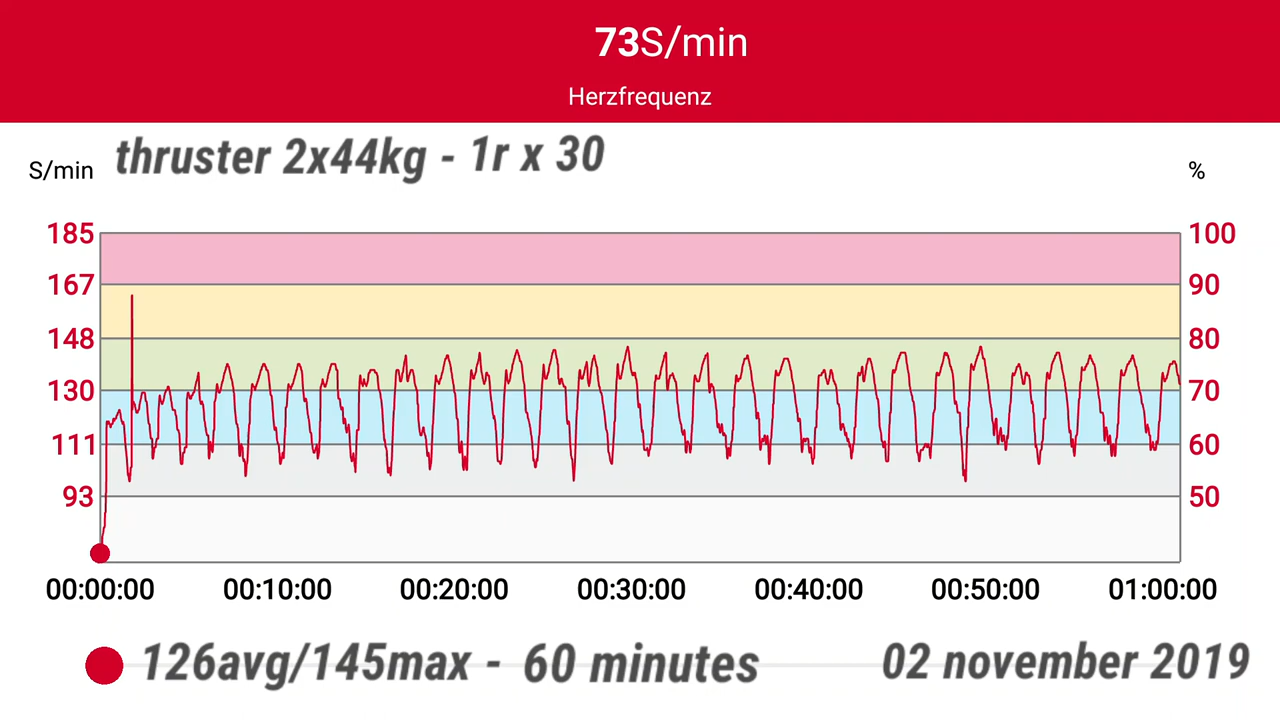 73S/min
Herzfrequenz
thruster 2x44kg - 1r x 30
S/min
%
185 100
167 90
148 80
130 70
111 60
93 50
00:00:00 00:10:00 00:20:00 00:30:00 00:40:00 00:50:00 01:00:00
126avg/145max - 60 minutes 02 november 2019